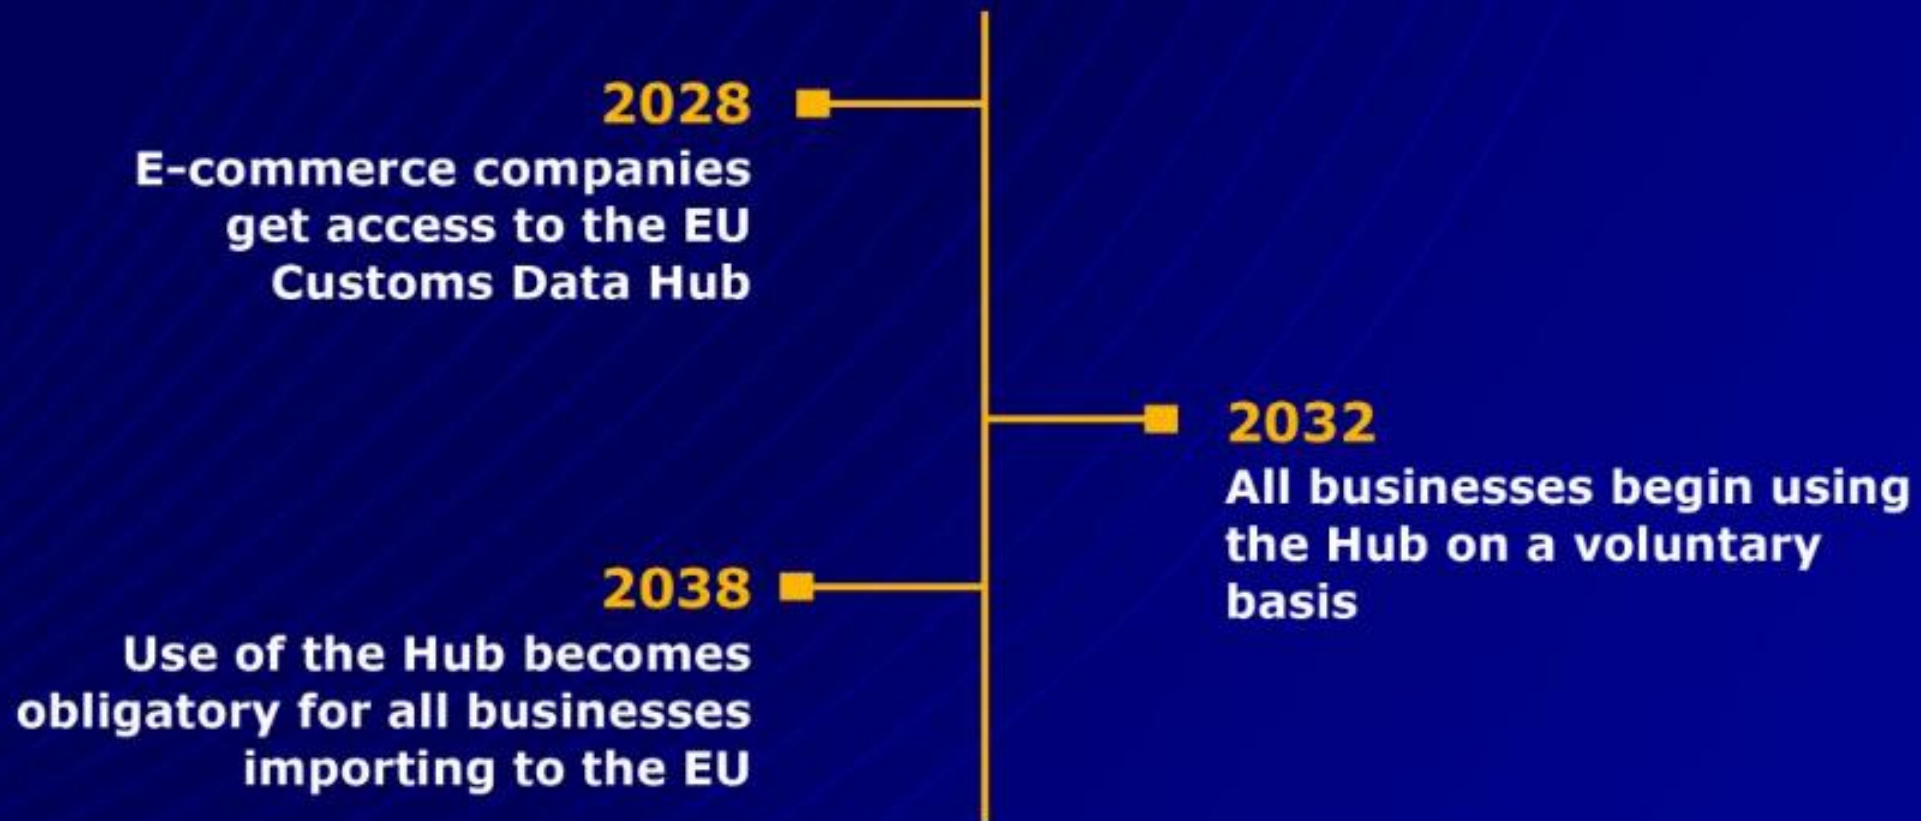 2028
E-commerce companies
get access to the EU
Customs Data Hub
2032
All businesses begin using
the Hub on a voluntary
basis
2038
Use of the Hub becomes
obligatory for all businesses
importing to the EU